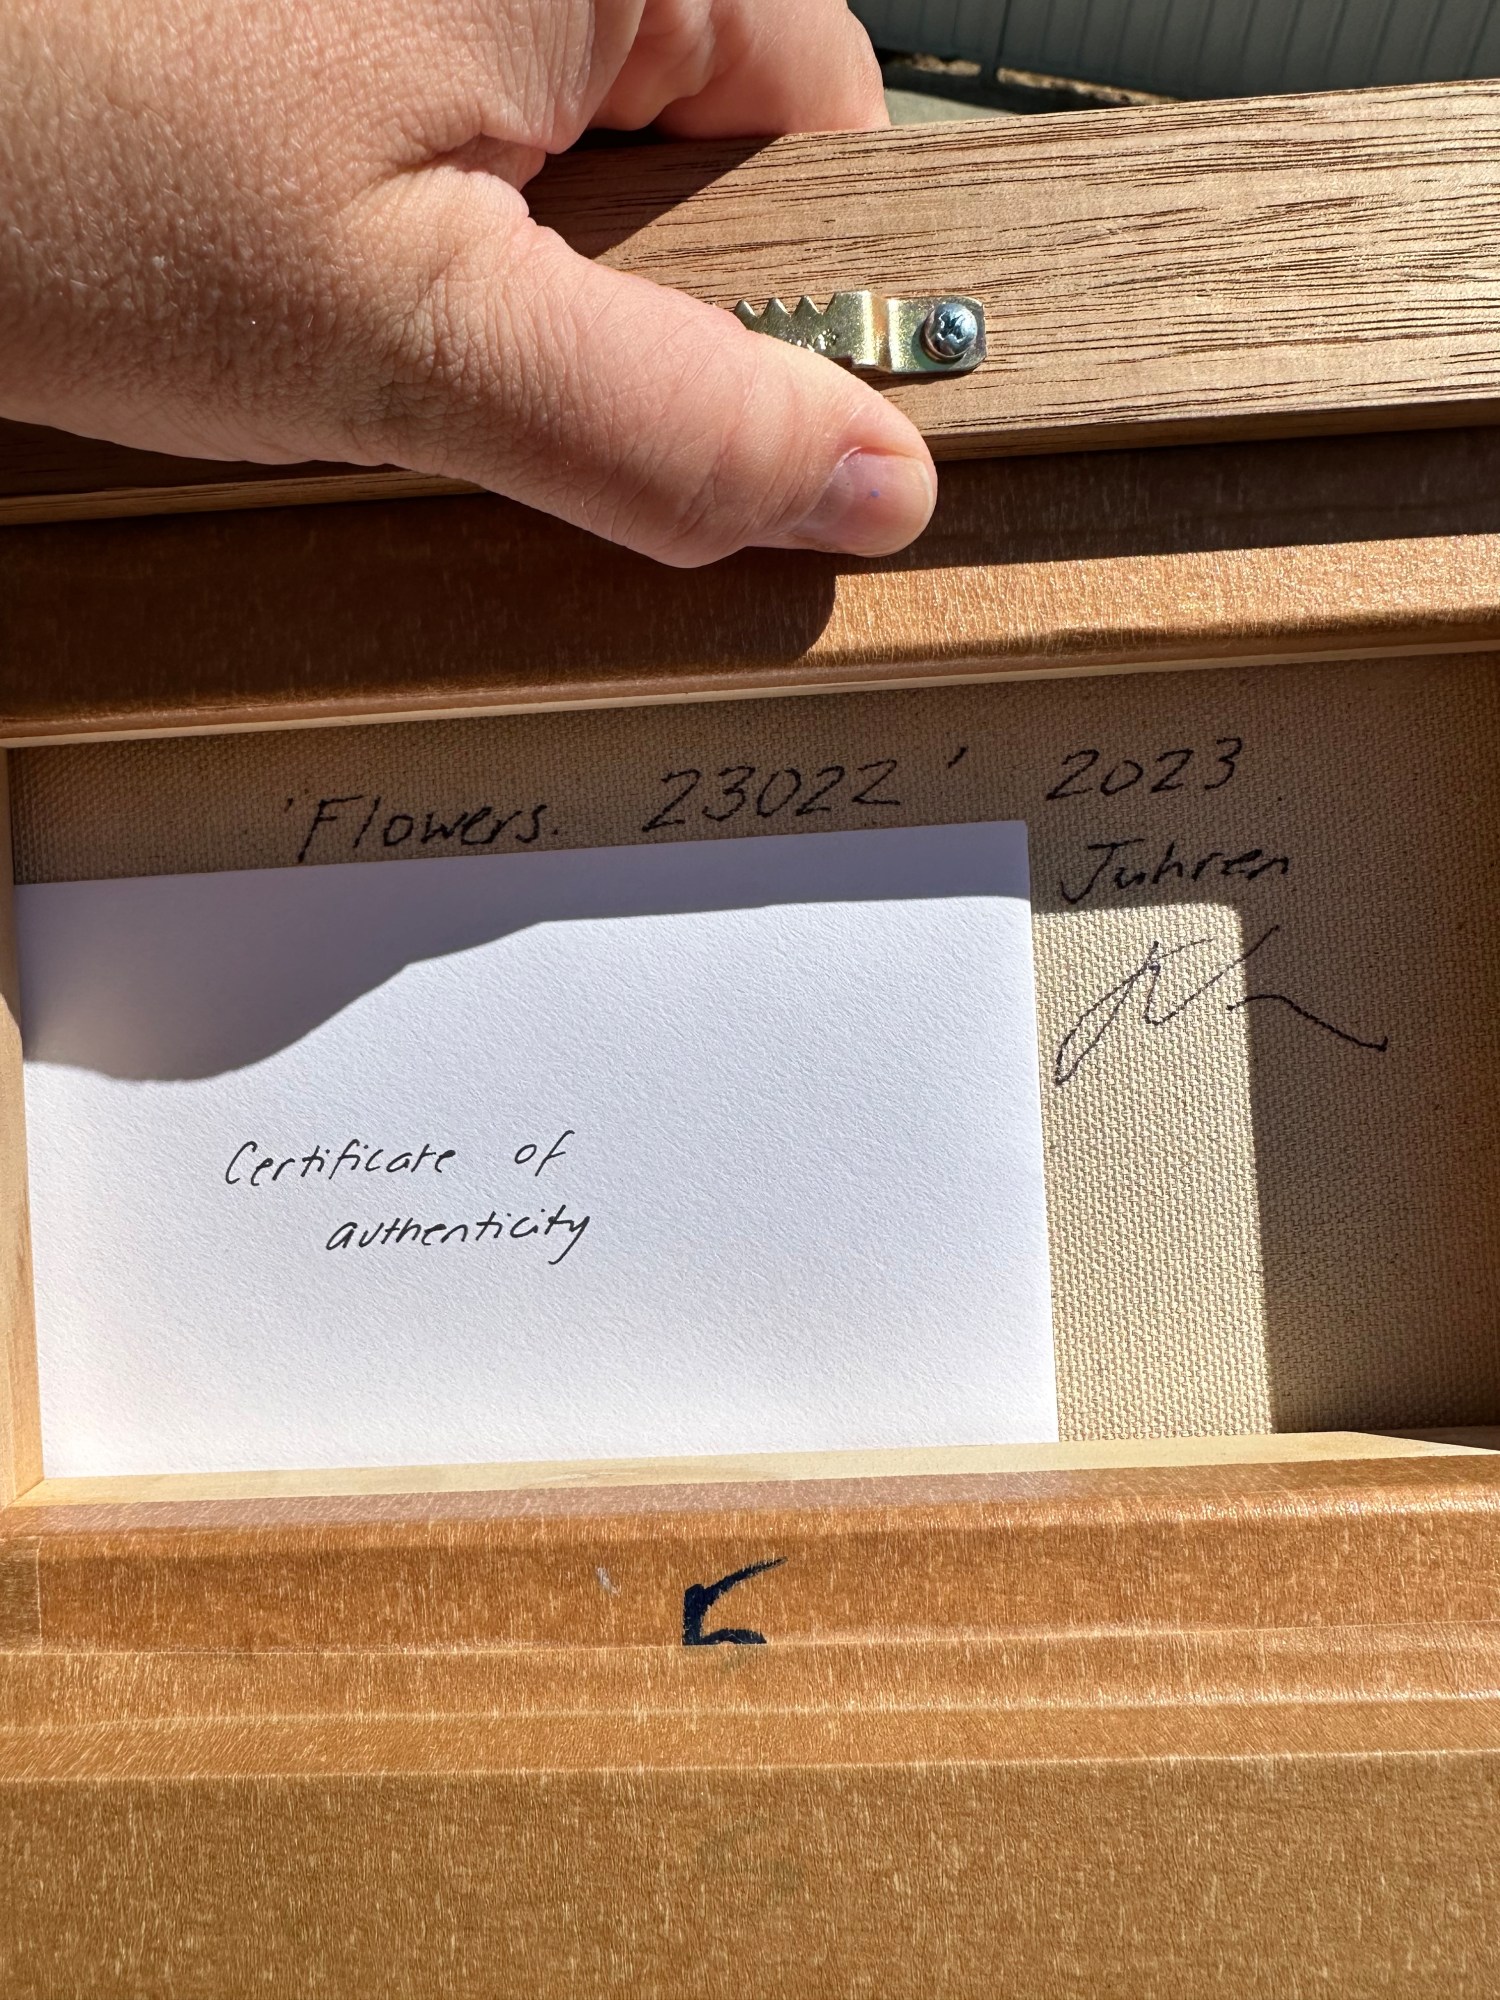 'Flowers. 23022' 2023
Juhren
Certificate of
authenticity